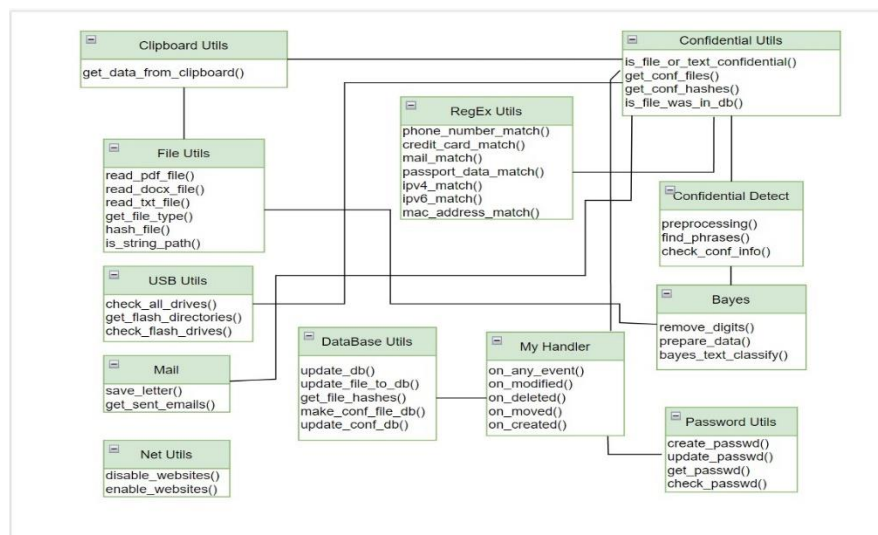 Clipboard Utils
get_data_from_clipboard()
Confidential Utils
is_file_or_text_confidential()
get_conf_files()
get_conf_hashes()
is_file_was_in_db()
RegEx Utils
phone_number_match()
credit_card_match()
mail_match()
passport_data_match()
ipv4_match()
ipv6_match()
mac_address_match()
File Utils
read_pdf_file()
read_docx_file()
read_txt_file()
get_file_type()
hash_file()
is_string_path()
Confidential Detect
preprocessing()
find_phrases()
check_conf_info()
USB Utils
check_all_drives()
get_flash_directories()
check_flash_drives()
Bayes
remove_digits()
prepare_data()
bayes_text_classify()
DataBase Utils
update_db()
update_file_to_db()
get_file_hashes()
make_conf_file_db()
update_conf_db()
My Handler
on_any_event()
on_modified()
on_deleted()
on_moved()
on_created()
Mail
save_letter()
get_sent_emails()
Password Utils
create_passwd()
update_passwd()
get_passwd()
check_passwd()
Net Utils
disable_websites()
enable_websites()